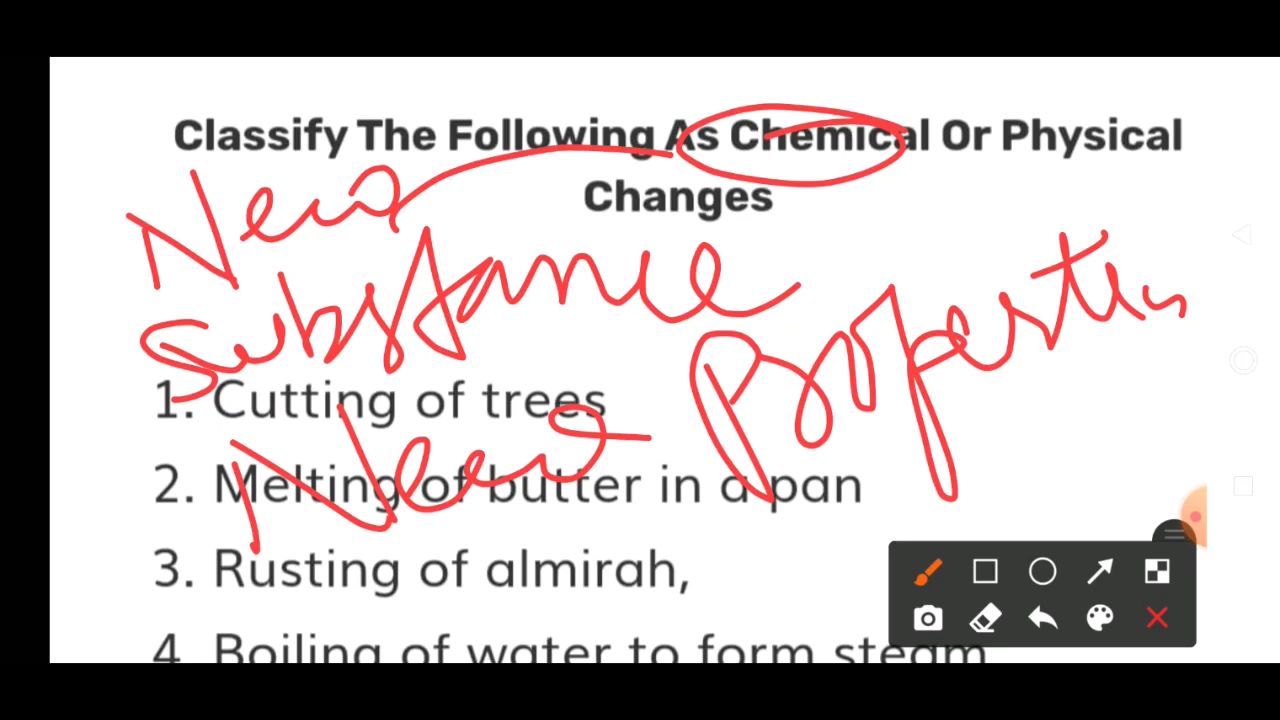 Classify The Following As Chemical Or Physical
Changes
New
Substance
New Properties
1. Cutting of trees
2. Melting of butter in a pan
3. Rusting of almirah,
4. Boiling of water to form steam